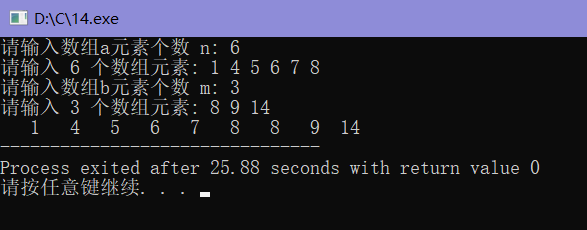 D:\C\14.exe
请输入数组a元素个数 n: 6
请输入 6 个数组元素: 1 4 5 6 7 8
请输入数组b元素个数 m: 3
请输入 3 个数组元素: 8 9 14
   1   4   5   6   7   8   8   9  14
--------------------------------
Process exited after 25.88 seconds with return value 0
请按任意键继续. . .